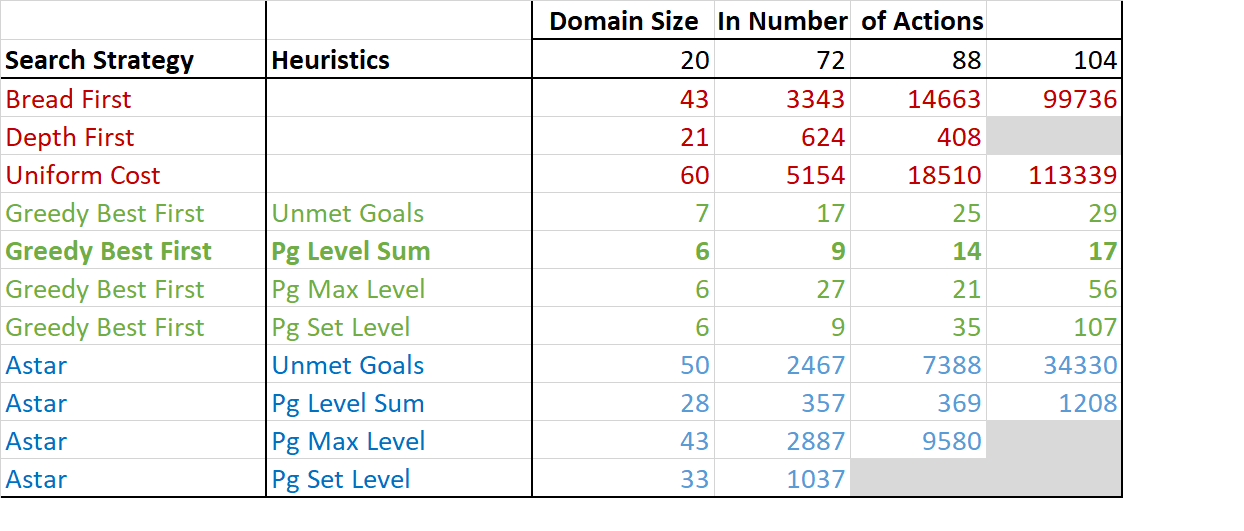 Domain Size In Number of Actions
Search Strategy Heuristics 20 72 88 104
Bread First 43 3343 14663 99736
Depth First 21 624 408
Uniform Cost 60 5154 18510 113339
Greedy Best First Unmet Goals 7 17 25 29
Greedy Best First Pg Level Sum 6 9 14 17
Greedy Best First Pg Max Level 6 27 21 56
Greedy Best First Pg Set Level 6 9 35 107
Astar Unmet Goals 50 2467 7388 34330
Astar Pg Level Sum 28 357 369 1208
Astar Pg Max Level 43 2887 9580
Astar Pg Set Level 33 1037